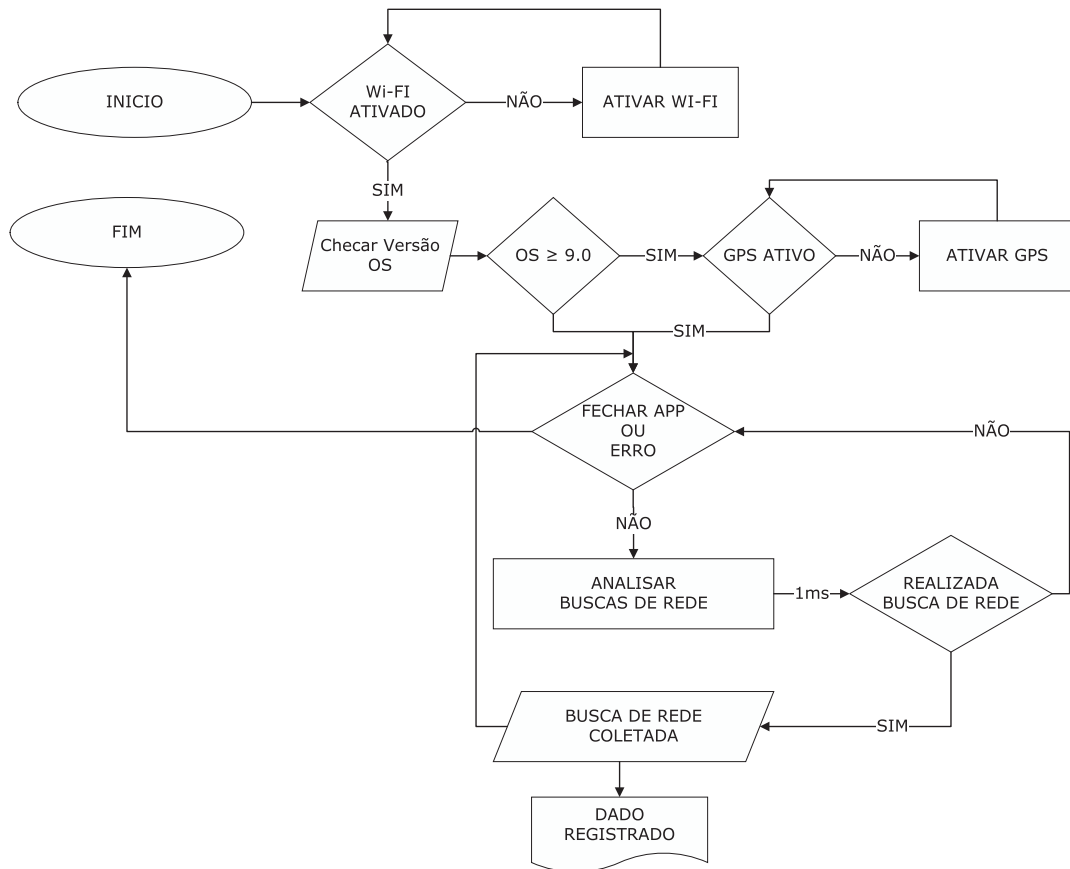 INICIO
Wi-FI
ATIVADO
NÃO
ATIVAR WI-FI
SIM
FIM
Checar Versão
OS
OS ≥ 9.0
SIM
GPS ATIVO
NÃO
ATIVAR GPS
SIM
FECHAR APP
OU
ERRO
NÃO
NÃO
ANALISAR
BUSCAS DE REDE
1ms
REALIZADA
BUSCA DE REDE
SIM
BUSCA DE REDE
COLETADA
DADO
REGISTRADO